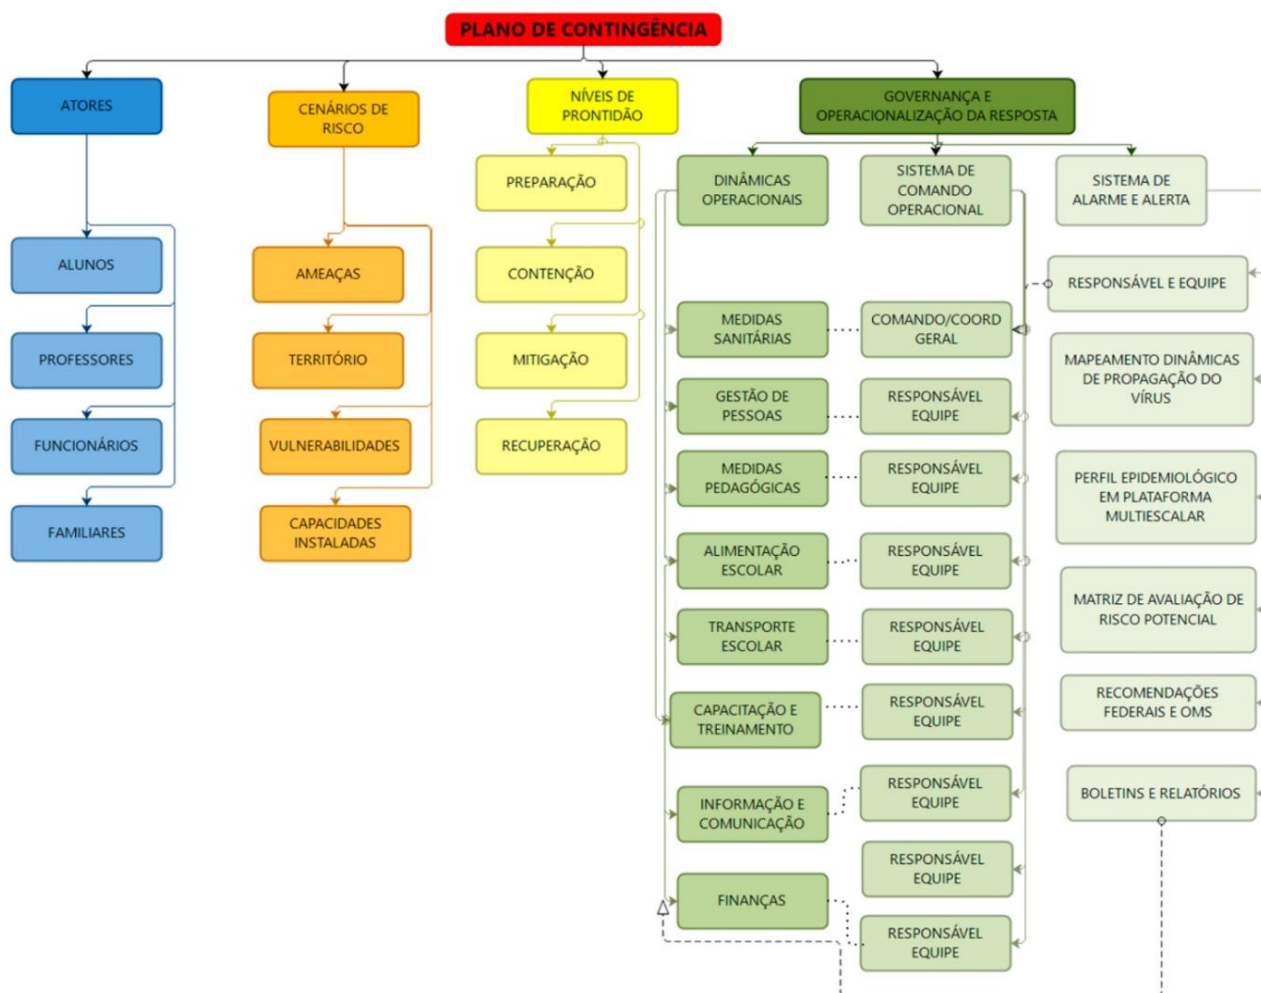 PLANO DE CONTINGÊNCIA
ATORES
ALUNOS
PROFESSORES
FUNCIONÁRIOS
FAMILIARES
CENÁRIOS DE
RISCO
AMEAÇAS
TERRITÓRIO
VULNERABILIDADES
CAPACIDADES
INSTALADAS
NÍVEIS DE
PRONTIDÃO
PREPARAÇÃO
CONTENÇÃO
MITIGAÇÃO
RECUPERAÇÃO
GOVERNANÇA E
OPERACIONALIZAÇÃO DA RESPOSTA
DINÂMICAS
OPERACIONAIS
MEDIDAS
SANITÁRIAS
GESTÃO DE
PESSOAS
MEDIDAS
PEDAGÓGICAS
ALIMENTAÇÃO
ESCOLAR
TRANSPORTE
ESCOLAR
CAPACITAÇÃO E
TREINAMENTO
INFORMAÇÃO E
COMUNICAÇÃO
FINANÇAS
SISTEMA DE
COMANDO
OPERACIONAL
COMANDO/COORD
GERAL
RESPONSÁVEL
EQUIPE
RESPONSÁVEL
EQUIPE
RESPONSÁVEL
EQUIPE
RESPONSÁVEL
EQUIPE
RESPONSÁVEL
EQUIPE
RESPONSÁVEL
EQUIPE
RESPONSÁVEL
EQUIPE
RESPONSÁVEL
EQUIPE
SISTEMA DE
ALARME E ALERTA
RESPONSÁVEL E EQUIPE
MAPEAMENTO DINÂMICAS
DE PROPAGAÇÃO DO
VÍRUS
PERFIL EPIDEMIOLÓGICO
EM PLATAFORMA
MULTIESCALAR
MATRIZ DE AVALIAÇÃO DE
RISCO POTENCIAL
RECOMENDAÇÕES
FEDERAIS E OMS
BOLETINS E RELATÓRIOS